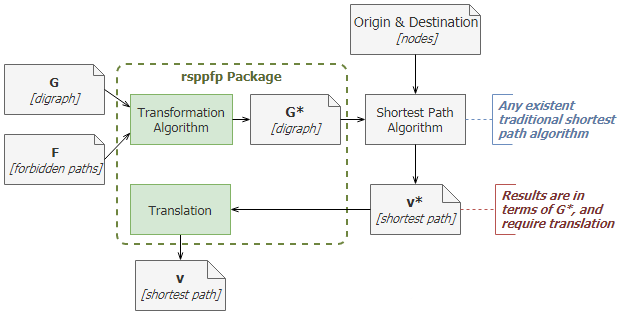 Origin & Destination
[nodes]
rsppfp Package
G
[digraph]
Transformation
Algorithm
G*
[digraph]
Shortest Path
Algorithm
Any existent
traditional shortest
path algorithm
F
[forbidden paths]
Translation
v*
[shortest path]
Results are in
terms of G*, and
require translation
v
[shortest path]